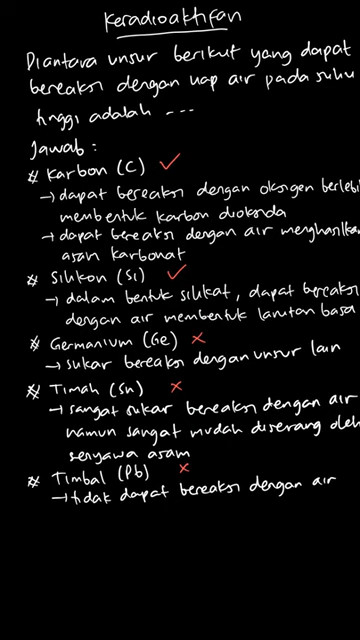 Keradioaktifan
Diantara unsur berikut yang dapat
bereaksi dengan uap air pada suhu
tinggi adalah ...
Jawab :
# Karbon (C) ✓
→ dapat bereaksi dengan oksigen berlebi
membentuk karbon dioksida
→ dapat bereaksi dengan air menghasilkan
asam karbonat
# Silikon (Si) ✓
→ dalam bentuk silikat, dapat bereaksi
dengan air membentuk larutan basa
# Germanium (Ge) ×
→ sukar bereaksi dengan unsur lain
# Timah (Sn) ×
→ sangat sukar bereaksi dengan air
namun sangat mudah diserang oleh
senyawa asam
# Timbal (Pb) ×
→ tidak dapat bereaksi dengan air